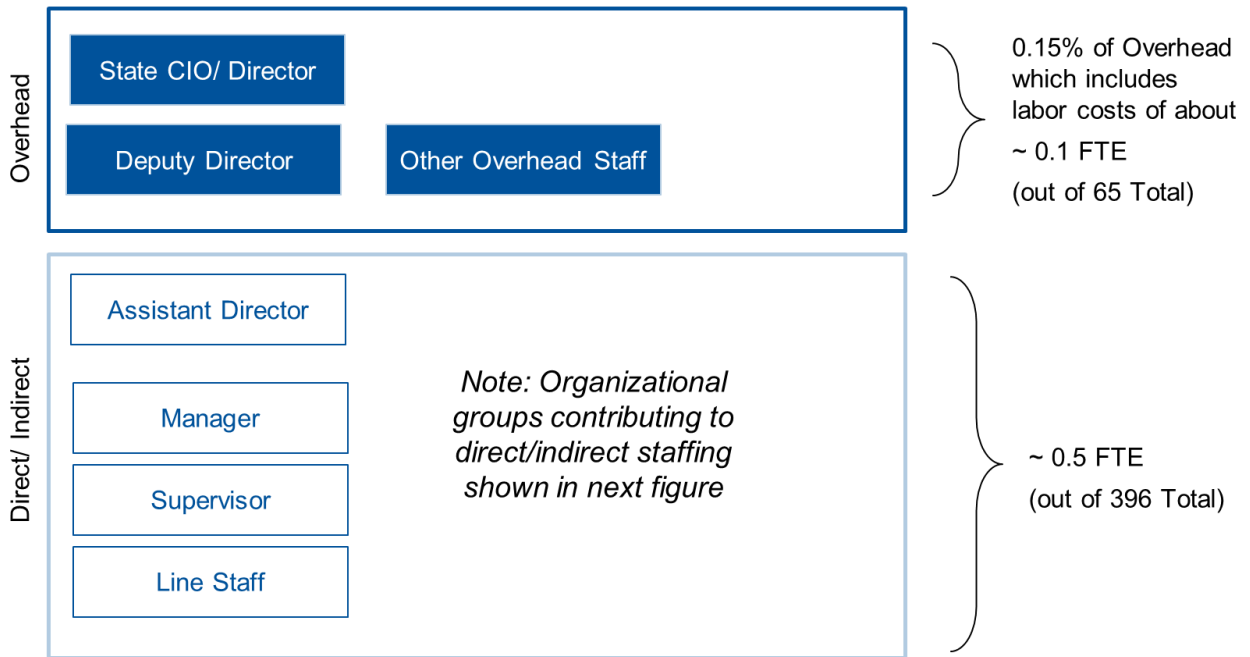 Overhead
State CIO/ Director
Deputy Director
Other Overhead Staff
0.15% of Overhead
which includes
labor costs of about
~ 0.1 FTE
(out of 65 Total)
Direct/ Indirect
Assistant Director
Manager
Supervisor
Line Staff
Note: Organizational
groups contributing to
direct/indirect staffing
shown in next figure
~ 0.5 FTE
(out of 396 Total)